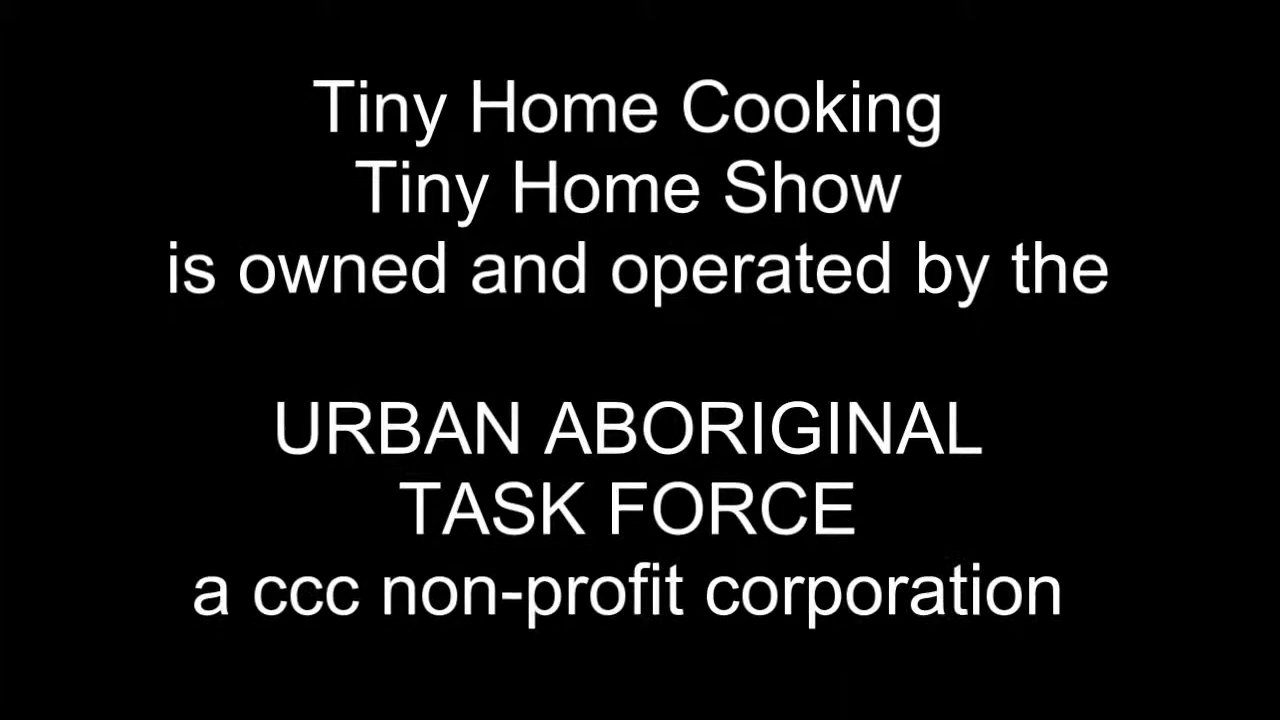 Tiny Home Cooking
Tiny Home Show
is owned and operated by the
URBAN ABORIGINAL
TASK FORCE
a ccc non-profit corporation